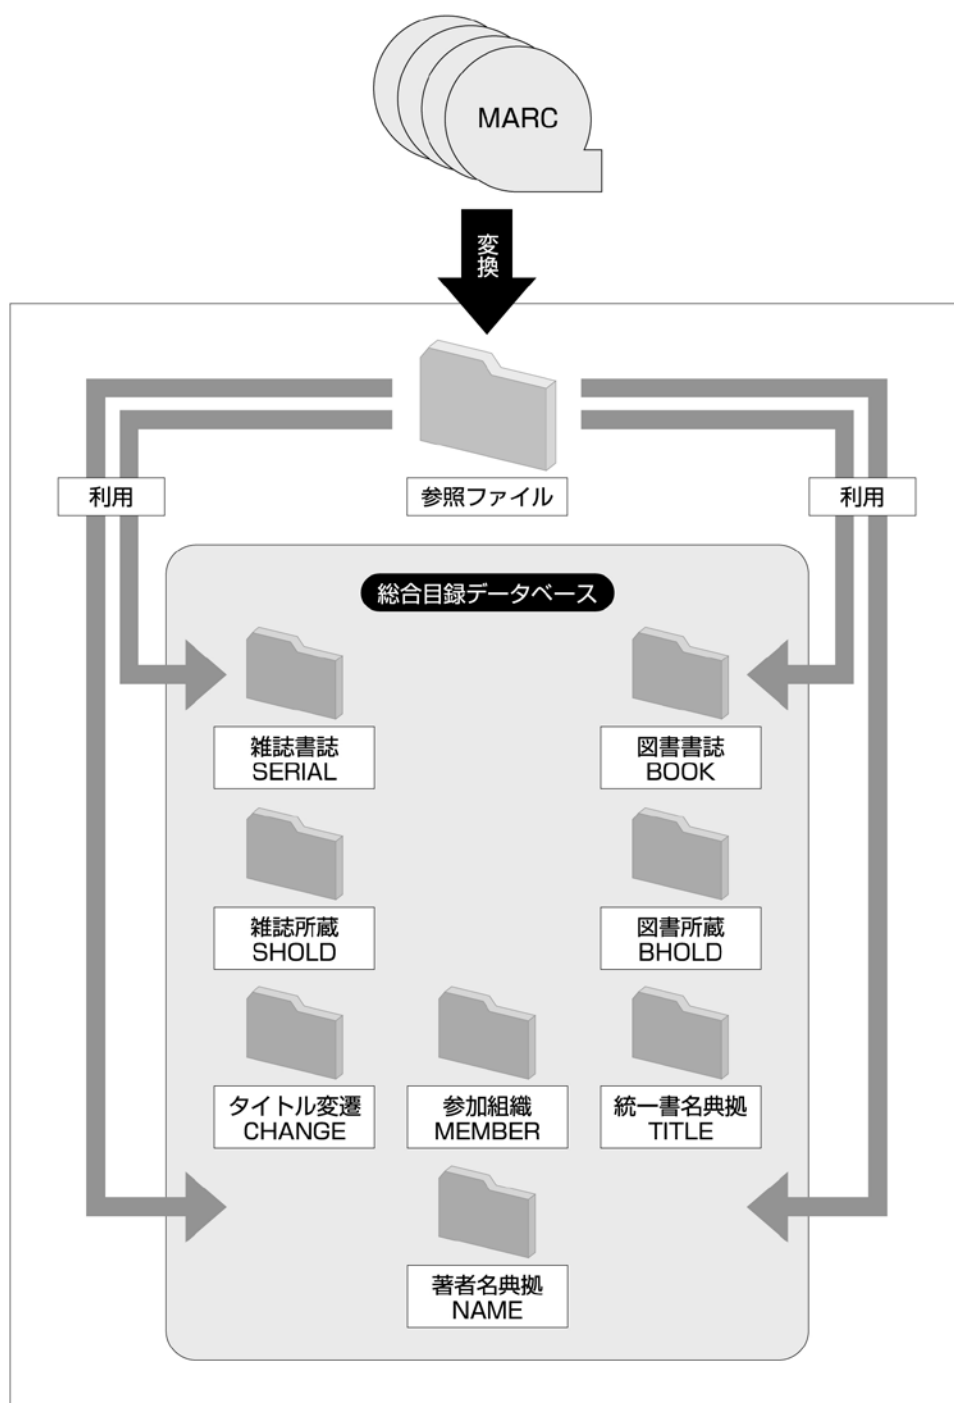 MARC
変換
利用
参照ファイル
利用
総合目録データベース
雑誌書誌
SERIAL
図書書誌
BOOK
雑誌所蔵
SHOLD
図書所蔵
BHOLD
タイトル変遷
CHANGE
参加組織
MEMBER
統一書名典拠
TITLE
著者名典拠
NAME